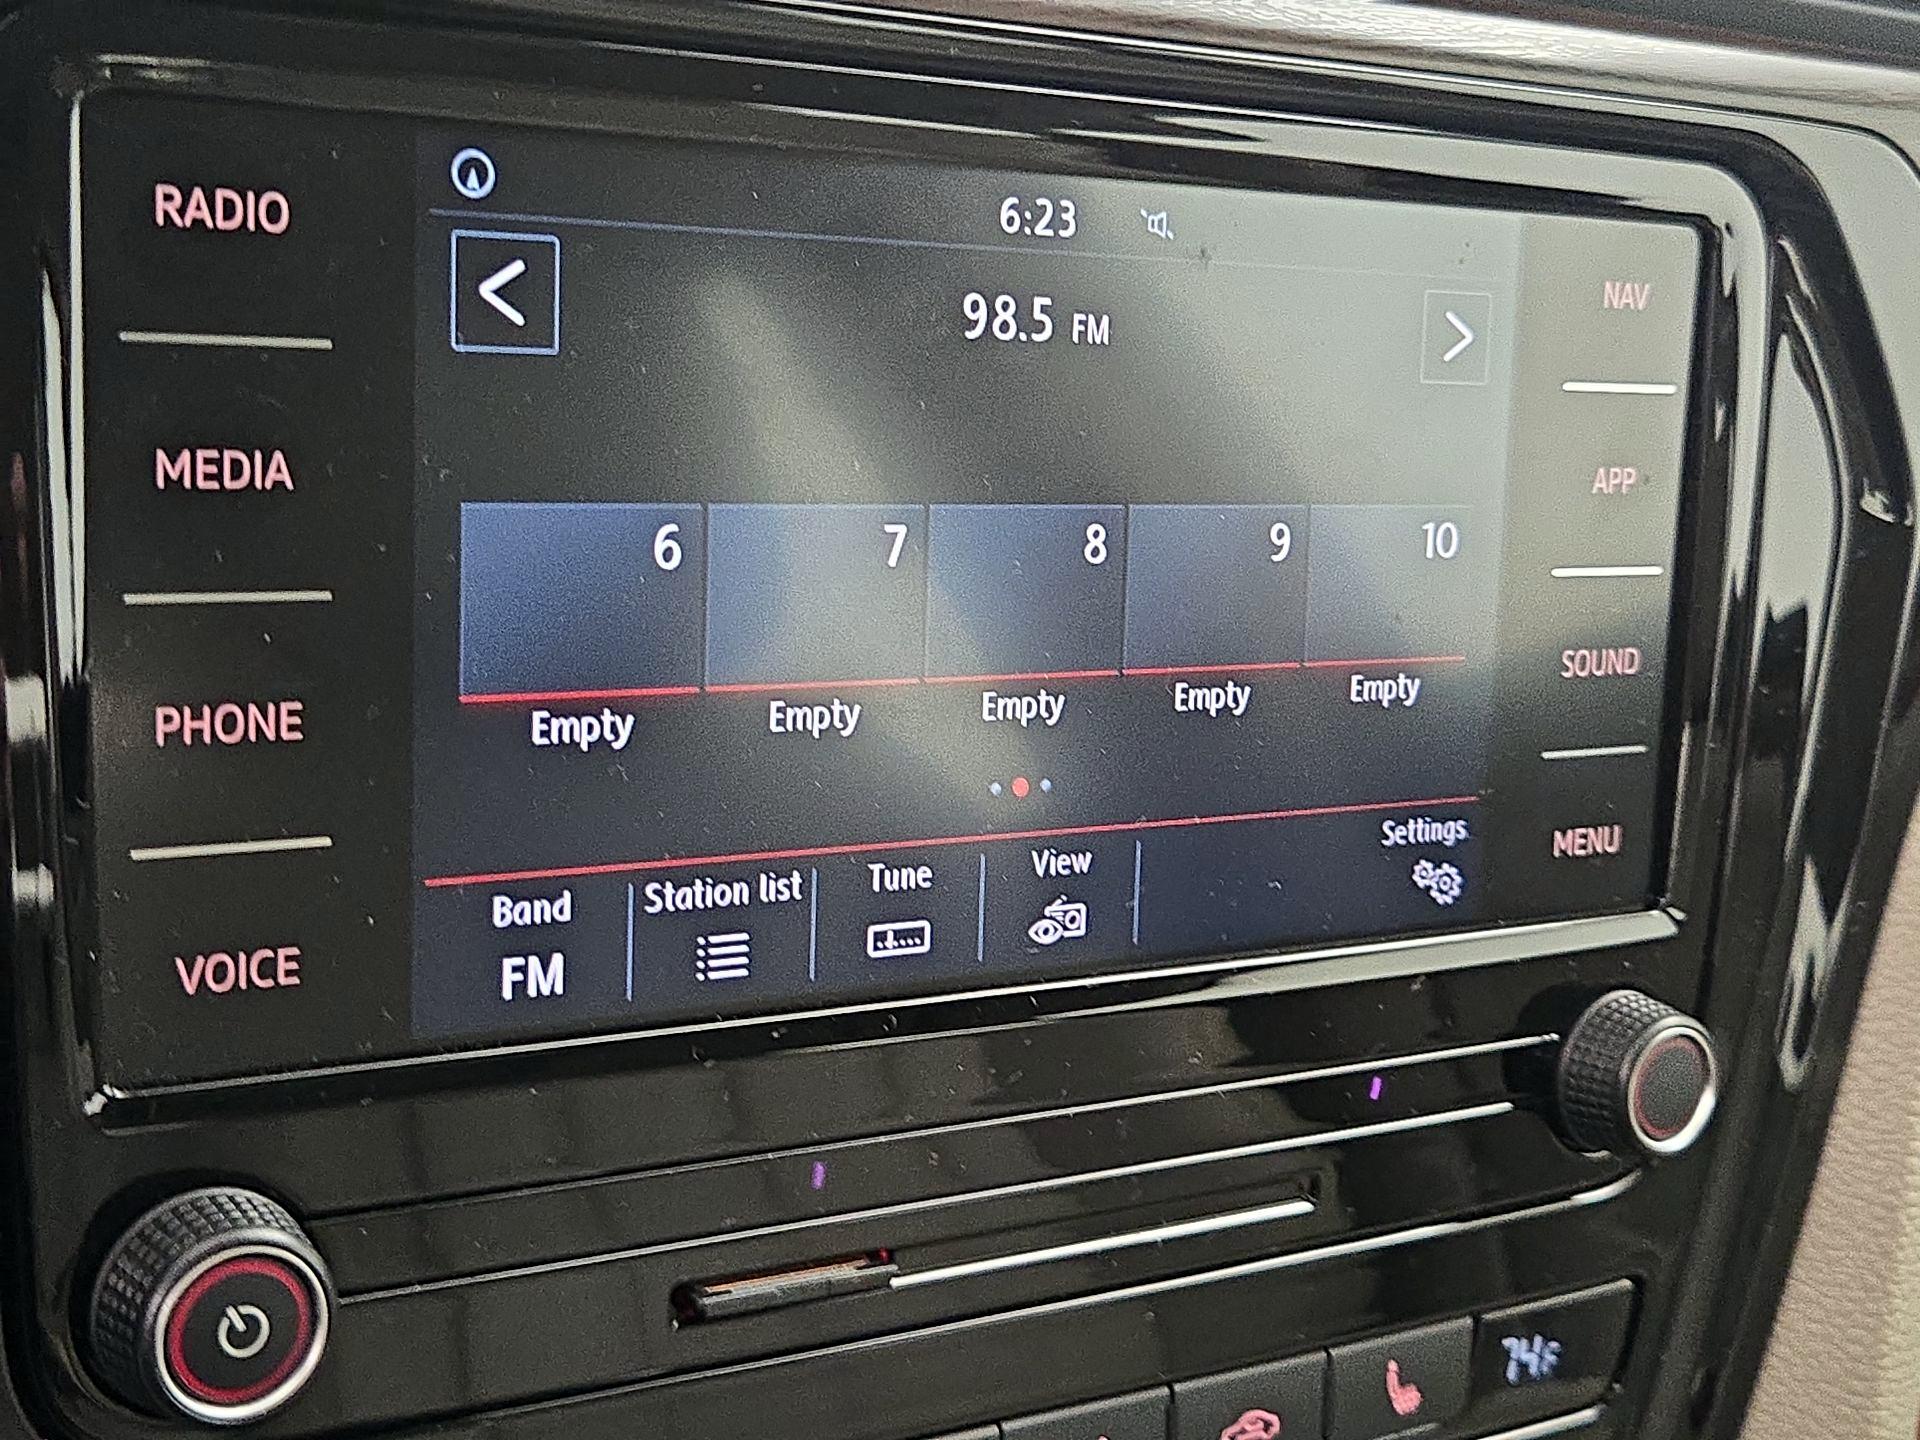 RADIO
MEDIA
PHONE
VOICE
6:23
<
98.5 FM
>
6
7
8
9
10
Empty
Empty
Empty
Empty
Empty
Band
Station list
Tune
View
Settings
FM
NAV
APP
SOUND
MENU
74F